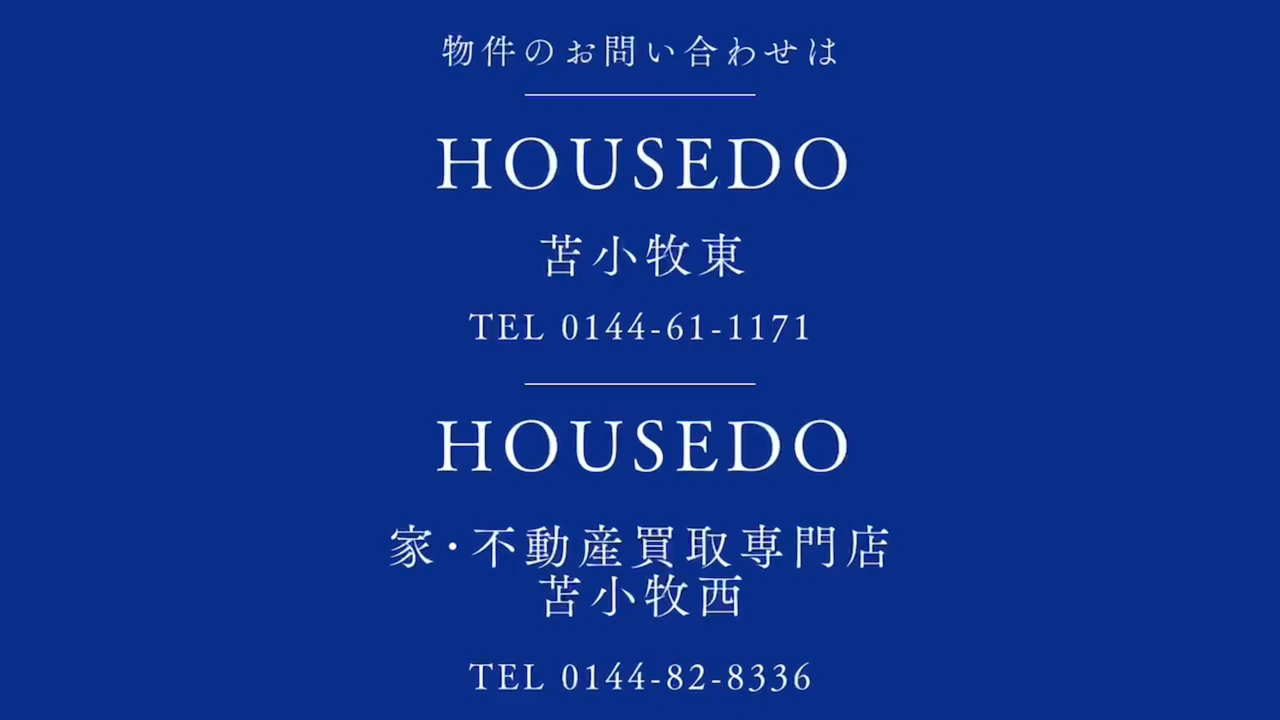 物件のお問い合わせは
HOUSEDO
苫小牧東
TEL 0144-61-1171
HOUSEDO
家・不動産買取専門店
苫小牧西
TEL 0144-82-8336